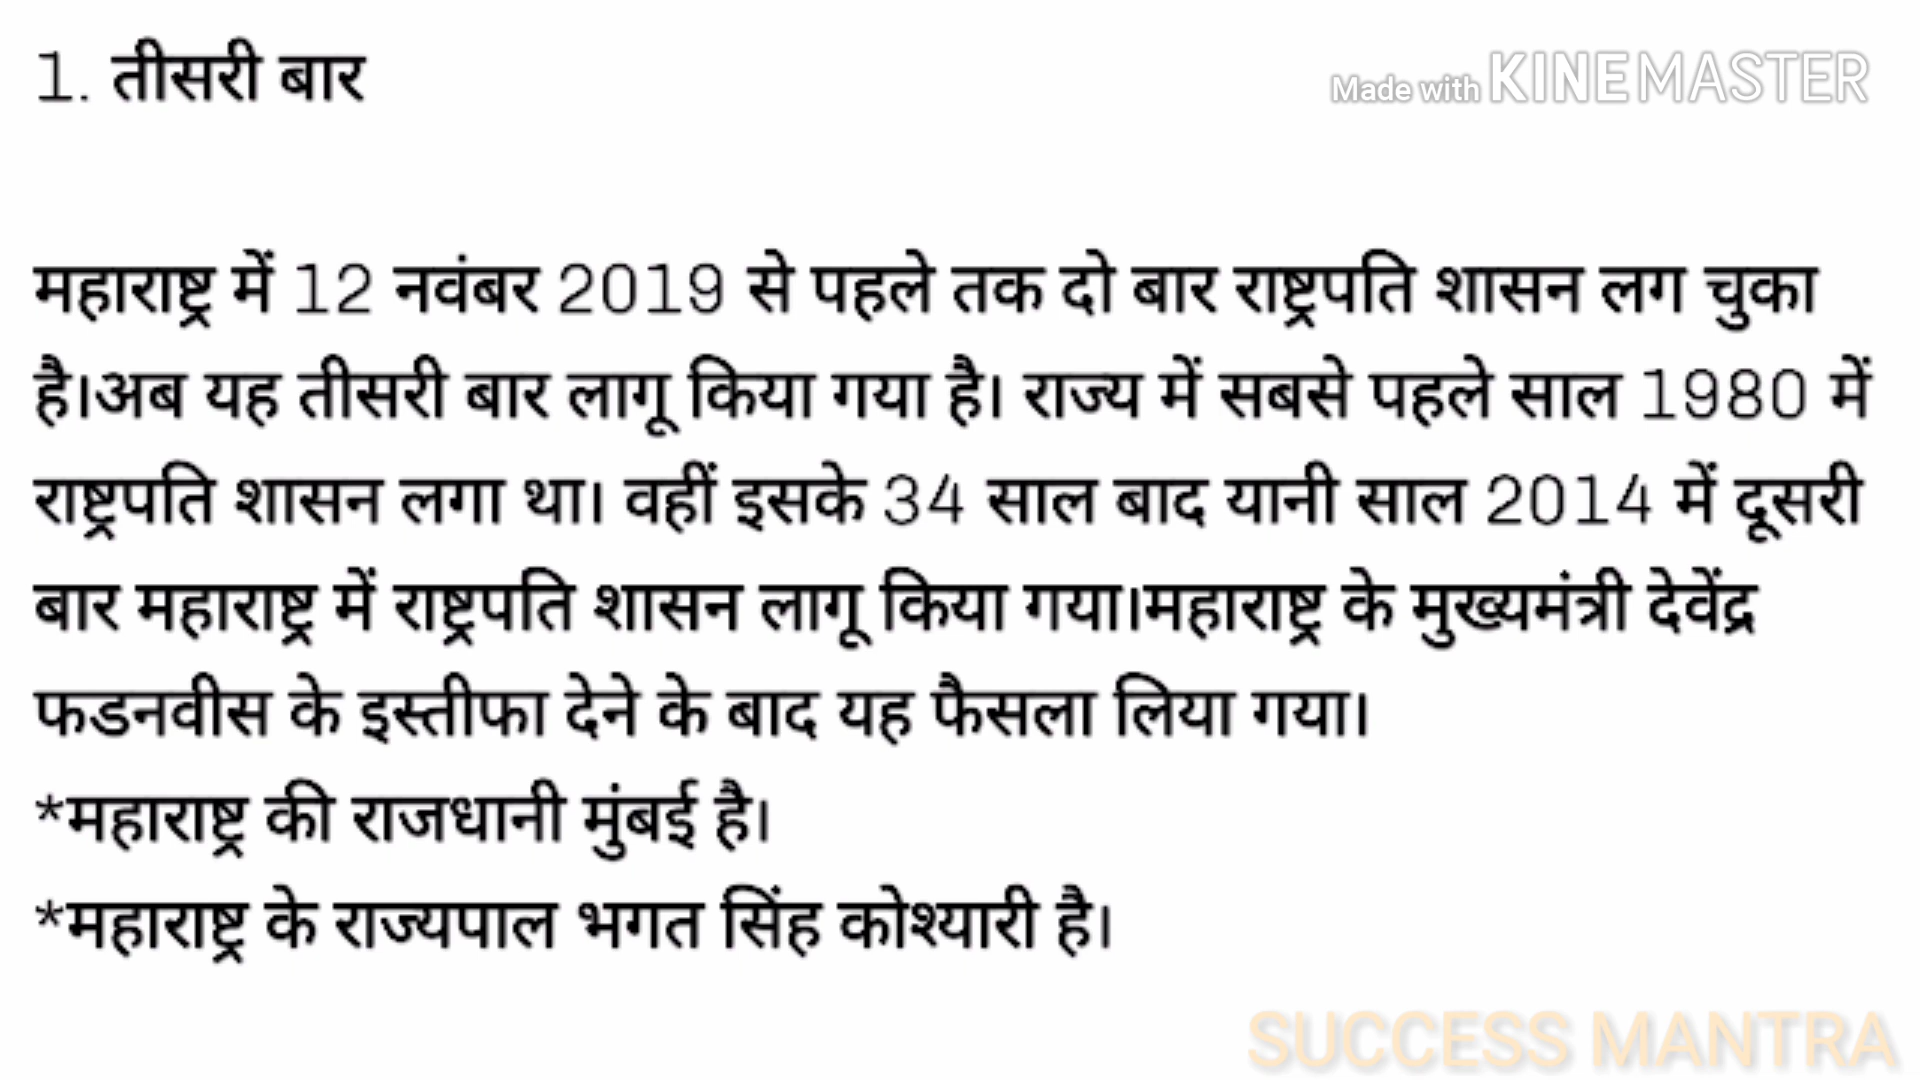 1. तीसरी बार
Made with KINEMASTER
महाराष्ट्र में 12 नवंबर 2019 से पहले तक दो बार राष्ट्रपति शासन लग चुका
है।अब यह तीसरी बार लागू किया गया है। राज्य में सबसे पहले साल 1980 में
राष्ट्रपति शासन लगा था। वहीं इसके 34 साल बाद यानी साल 2014 में दूसरी
बार महाराष्ट्र में राष्ट्रपति शासन लागू किया गया।महाराष्ट्र के मुख्यमंत्री देवेंद्र
फडनवीस के इस्तीफा देने के बाद यह फैसला लिया गया।
*महाराष्ट्र की राजधानी मुंबई है।
*महाराष्ट्र के राज्यपाल भगत सिंह कोश्यारी है।
SUCCESS MANTRA